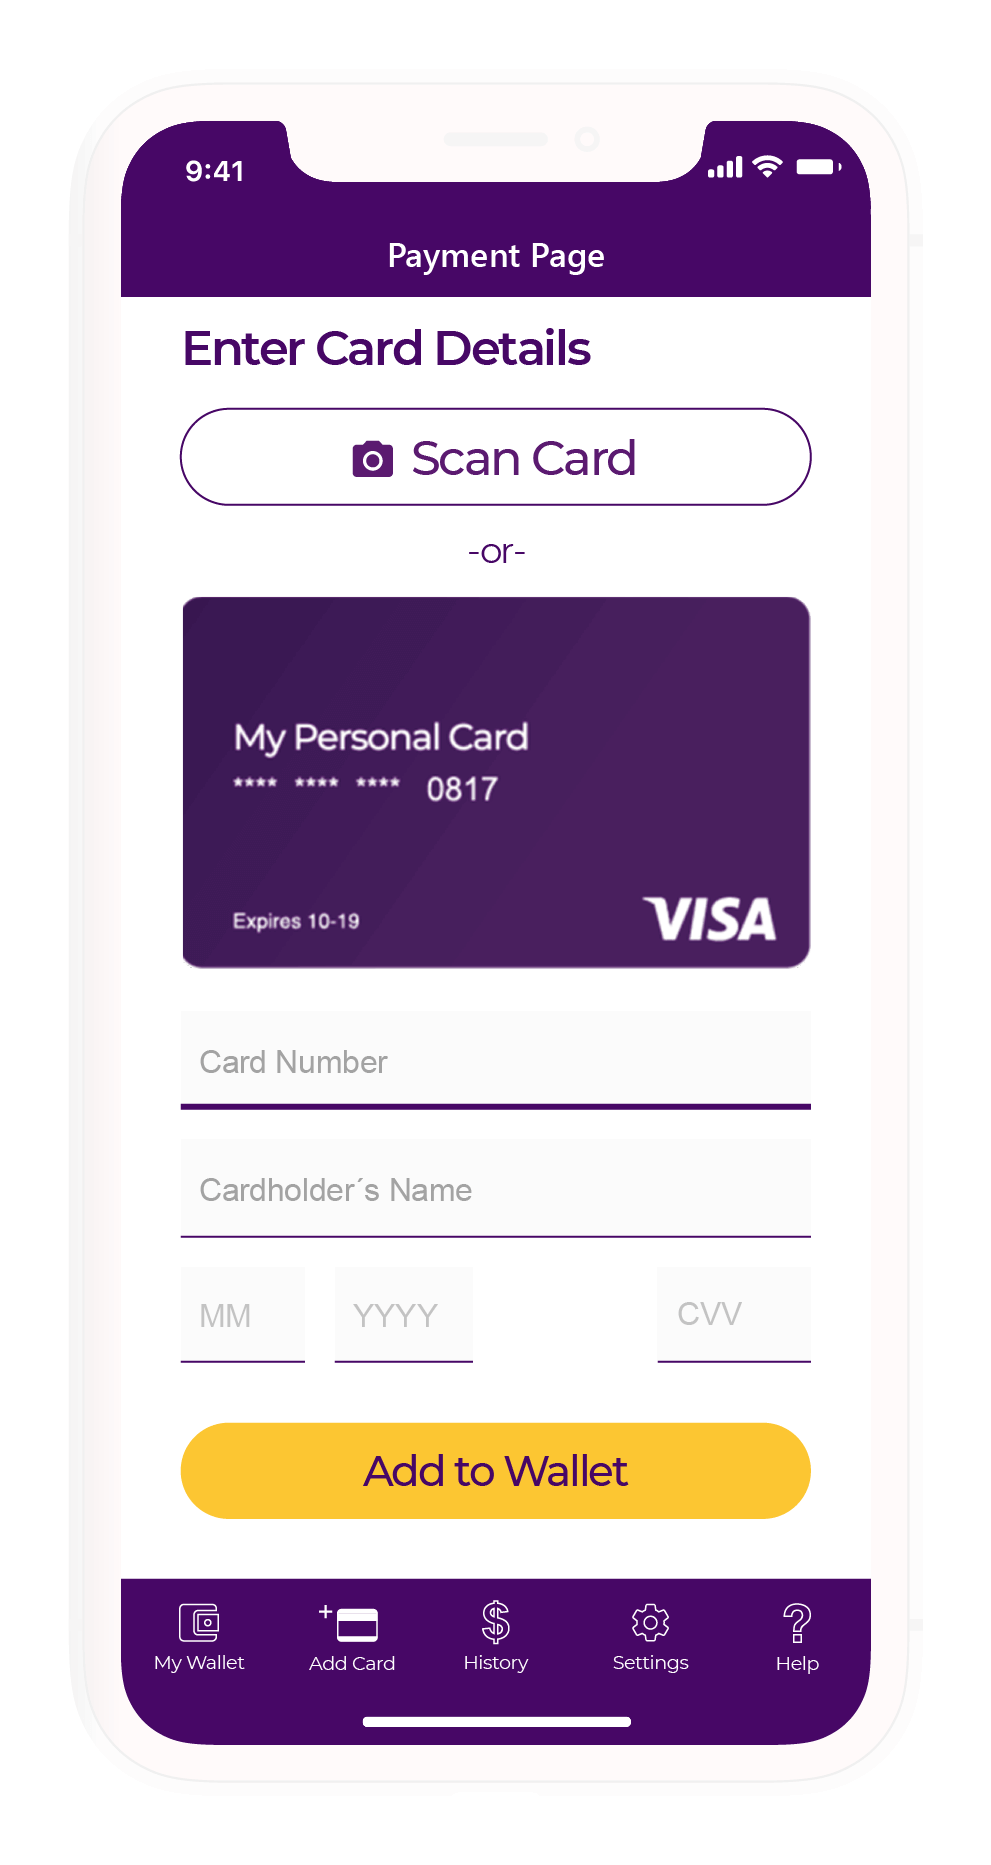 9:41
Payment Page
Enter Card Details
Scan Card
-or-
My Personal Card
**** **** **** 0817
Expires 10-19
VISA
Card Number
Cardholder´s Name
MM YYYY CVV
Add to Wallet
My Wallet Add Card History Settings Help